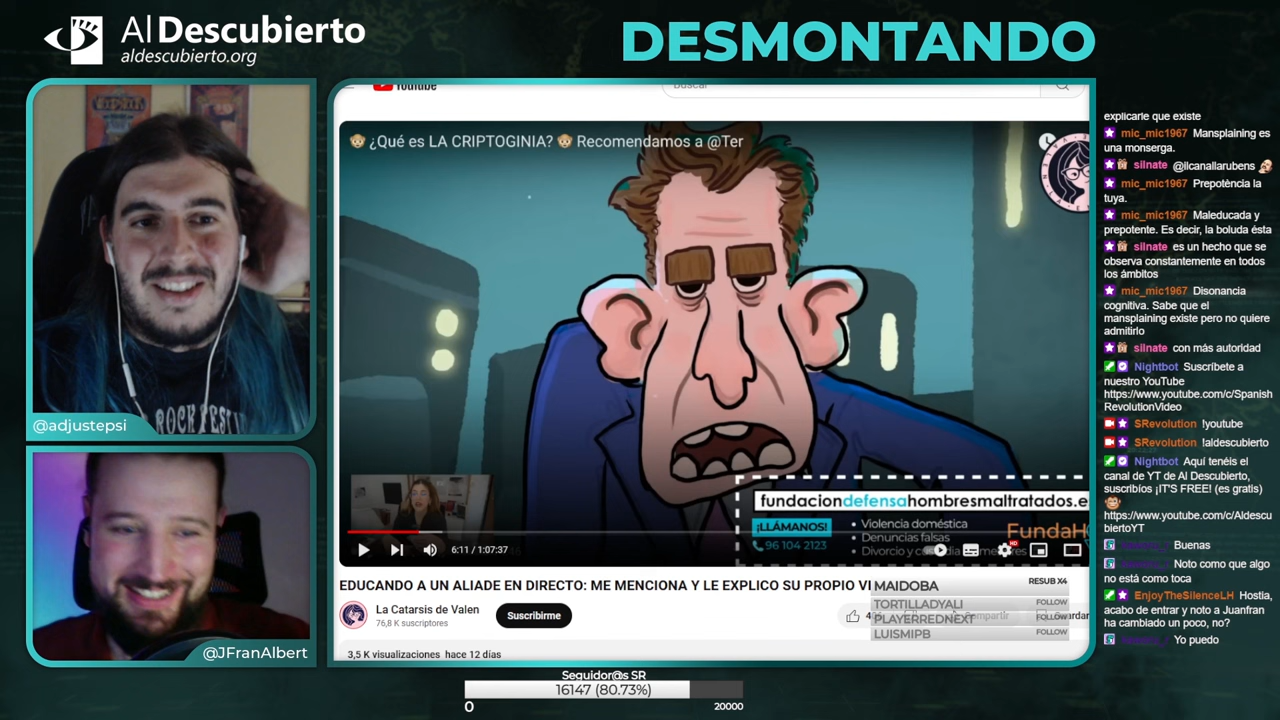 Al Descubierto
aldescubierto.org
DESMONTANDO
YouTube
Buscar
¿Qué es LA CRIPTOGINIA? Recomendamos a @Ter
ROCK FESTI
@adjustepsi
@JFranAlbert
fundaciondefensahombresmaltratados.e
¡LLÁMANOS!
96 104 2123
• Violencia doméstica
• Denuncias falsas
• Divorcio y
FundaH
6:11 / 1:07:37
HD
EDUCANDO A UN ALIADE EN DIRECTO: ME MENCIONA Y LE EXPLICO SU PROPIO VI
La Catarsis de Valen
76,8 K suscriptores
Suscribirme
MAIDOBA RESUB X4
TORTILLADYALI FOLLOW
PLAYERREDNEXT FOLLOW
LUISMIPB FOLLOW
3,5 K visualizaciones hace 12 días
Seguidor@s SR
16147 (80.73%)
0
20000
explicarle que existe
mic_mic1967 Mansplaining es
una monserga.
silnate @ilcanallarubens
mic_mic1967 Prepotència la
tuya.
mic_mic1967 Maleducada y
prepotente. Es decir, la boluda ésta
silnate es un hecho que se
observa constantemente en todos
los ámbitos
mic_mic1967 Disonancia
cognitiva. Sabe que el
mansplaining existe pero no quiere
admitirlo
silnate con más autoridad
Nightbot Suscríbete a
nuestro YouTube
https://www.youtube.com/c/Spanish
RevolutionVideo
SRevolution !youtube
SRevolution !aldescubierto
Nightbot Aquí tenéis el
canal de YT de Al Descubierto,
suscribíos ¡IT'S FREE! (es gratis)
https://www.youtube.com/c/Aldescu
biertoYT
Buenas
Noto como que algo
no está como toca
EnjoyTheSilenceLH Hostia,
acabo de entrar y noto a Juanfran
ha cambiado un poco, no?
Yo puedo